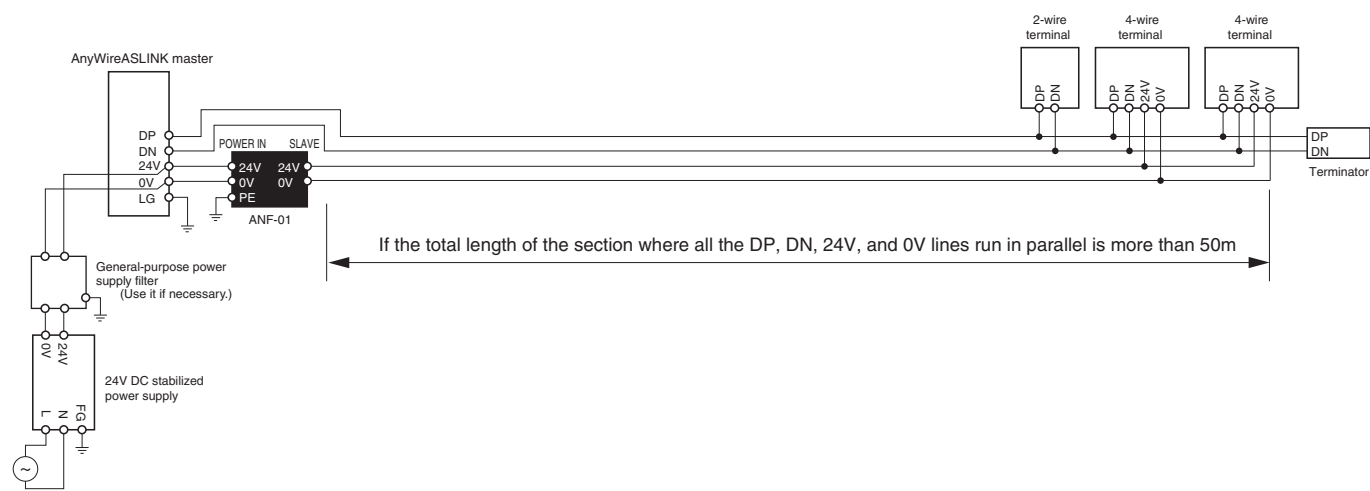 2-wire
terminal
4-wire
terminal
4-wire
terminal
AnyWireASLINK master
DP
DN
24V
0V
LG
POWER IN SLAVE
24V 24V
0V 0V
PE
ANF-01
DP
DN
DP
DN
24V
0V
DP
DN
24V
0V
DP
DN
Terminator
If the total length of the section where all the DP, DN, 24V, and 0V lines run in parallel is more than 50m
General-purpose power
supply filter
(Use it if necessary.)
0V
24V
24V DC stabilized
power supply
L
N
FG
~